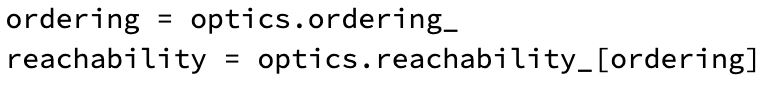 ordering = optics.ordering_
reachability = optics.reachability_[ordering]